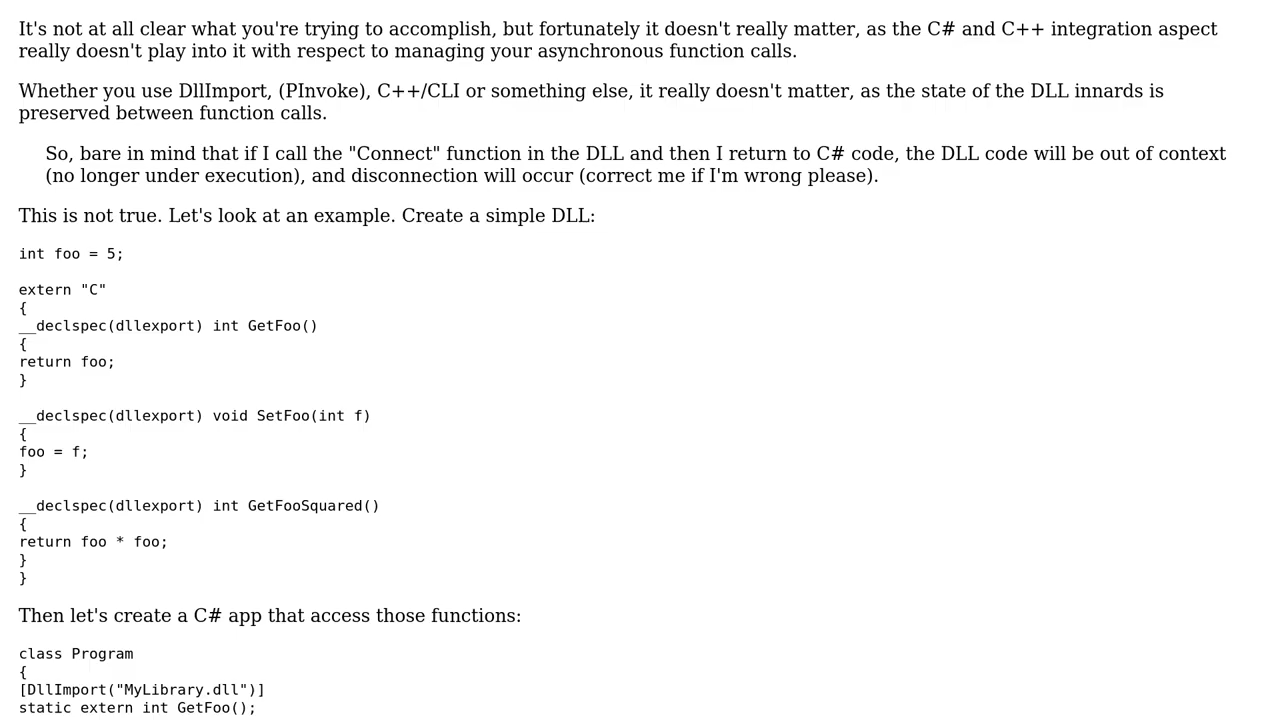 It's not at all clear what you're trying to accomplish, but fortunately it doesn't really matter, as the C# and C++ integration aspect
really doesn't play into it with respect to managing your asynchronous function calls.
Whether you use DllImport, (PInvoke), C++/CLI or something else, it really doesn't matter, as the state of the DLL innards is
preserved between function calls.
So, bare in mind that if I call the "Connect" function in the DLL and then I return to C# code, the DLL code will be out of context
(no longer under execution), and disconnection will occur (correct me if I'm wrong please).
This is not true. Let's look at an example. Create a simple DLL:
int foo = 5;
extern "C"
{
__declspec(dllexport) int GetFoo()
{
return foo;
}
__declspec(dllexport) void SetFoo(int f)
{
foo = f;
}
__declspec(dllexport) int GetFooSquared()
{
return foo * foo;
}
}
Then let's create a C# app that access those functions:
class Program
{
[DllImport("MyLibrary.dll")]
static extern int GetFoo();